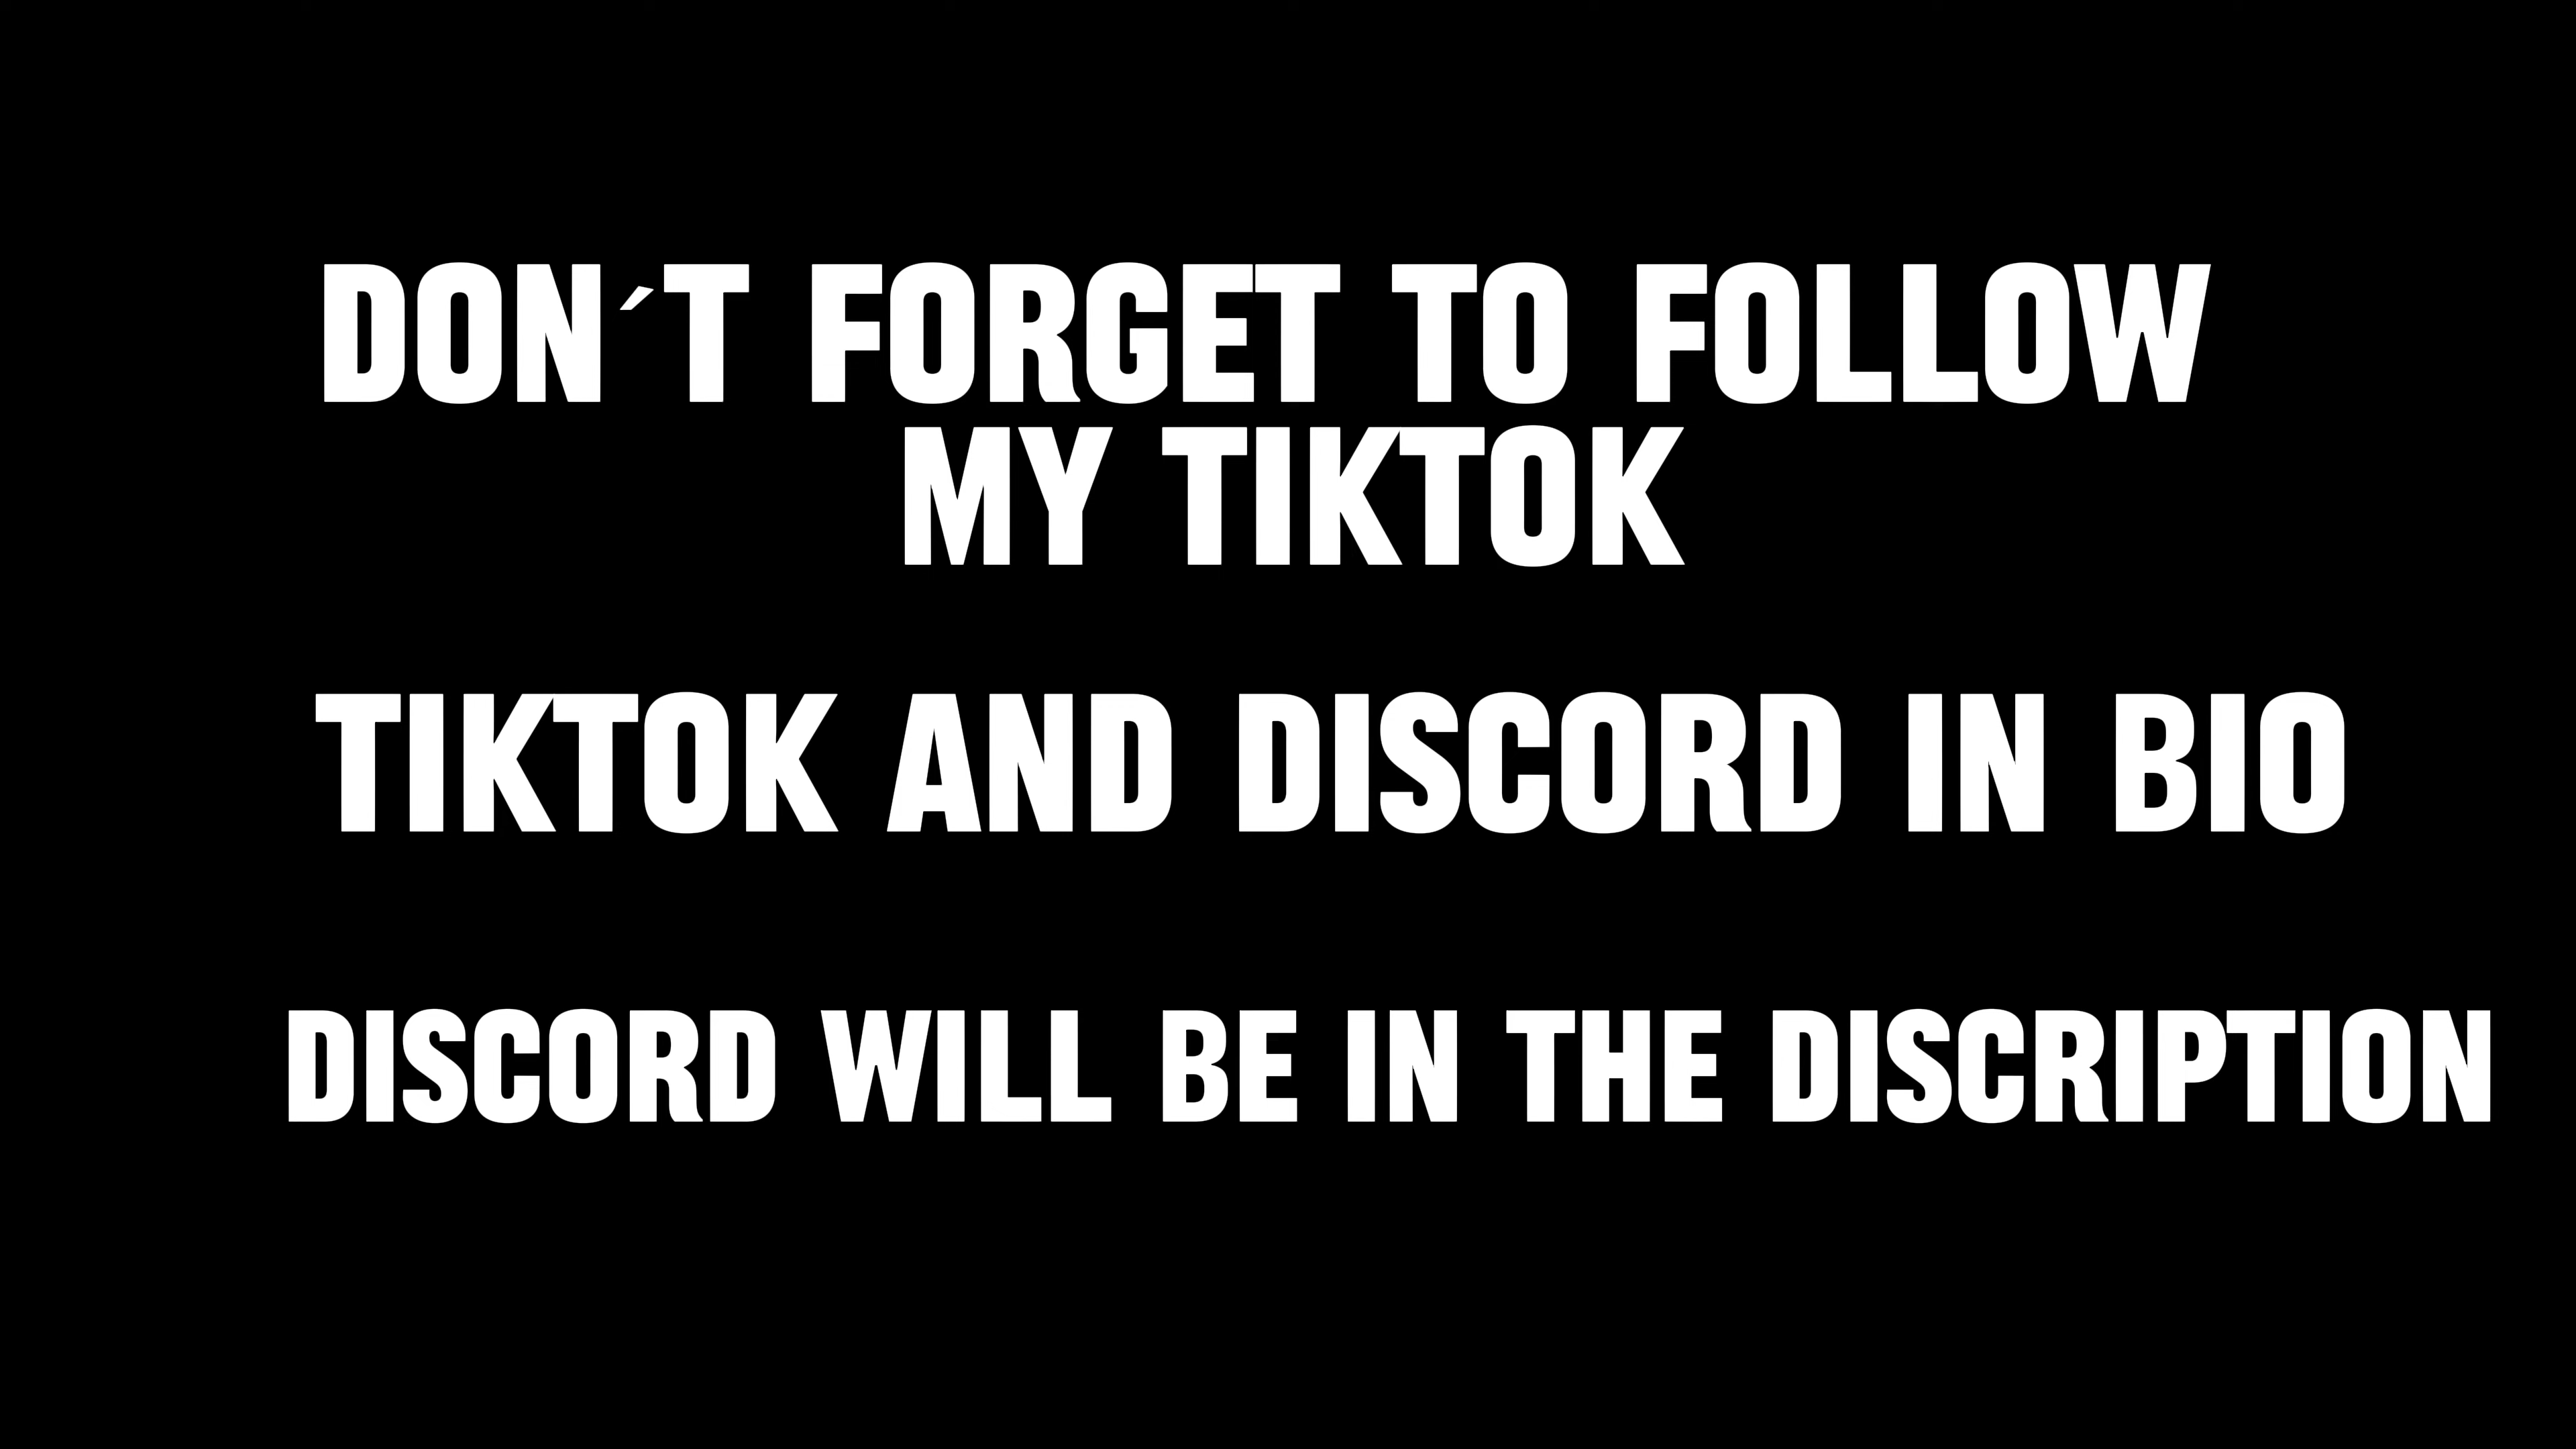 DON´T FORGET TO FOLLOW
MY TIKTOK
TIKTOK AND DISCORD IN BIO
DISCORD WILL BE IN THE DISCRIPTION